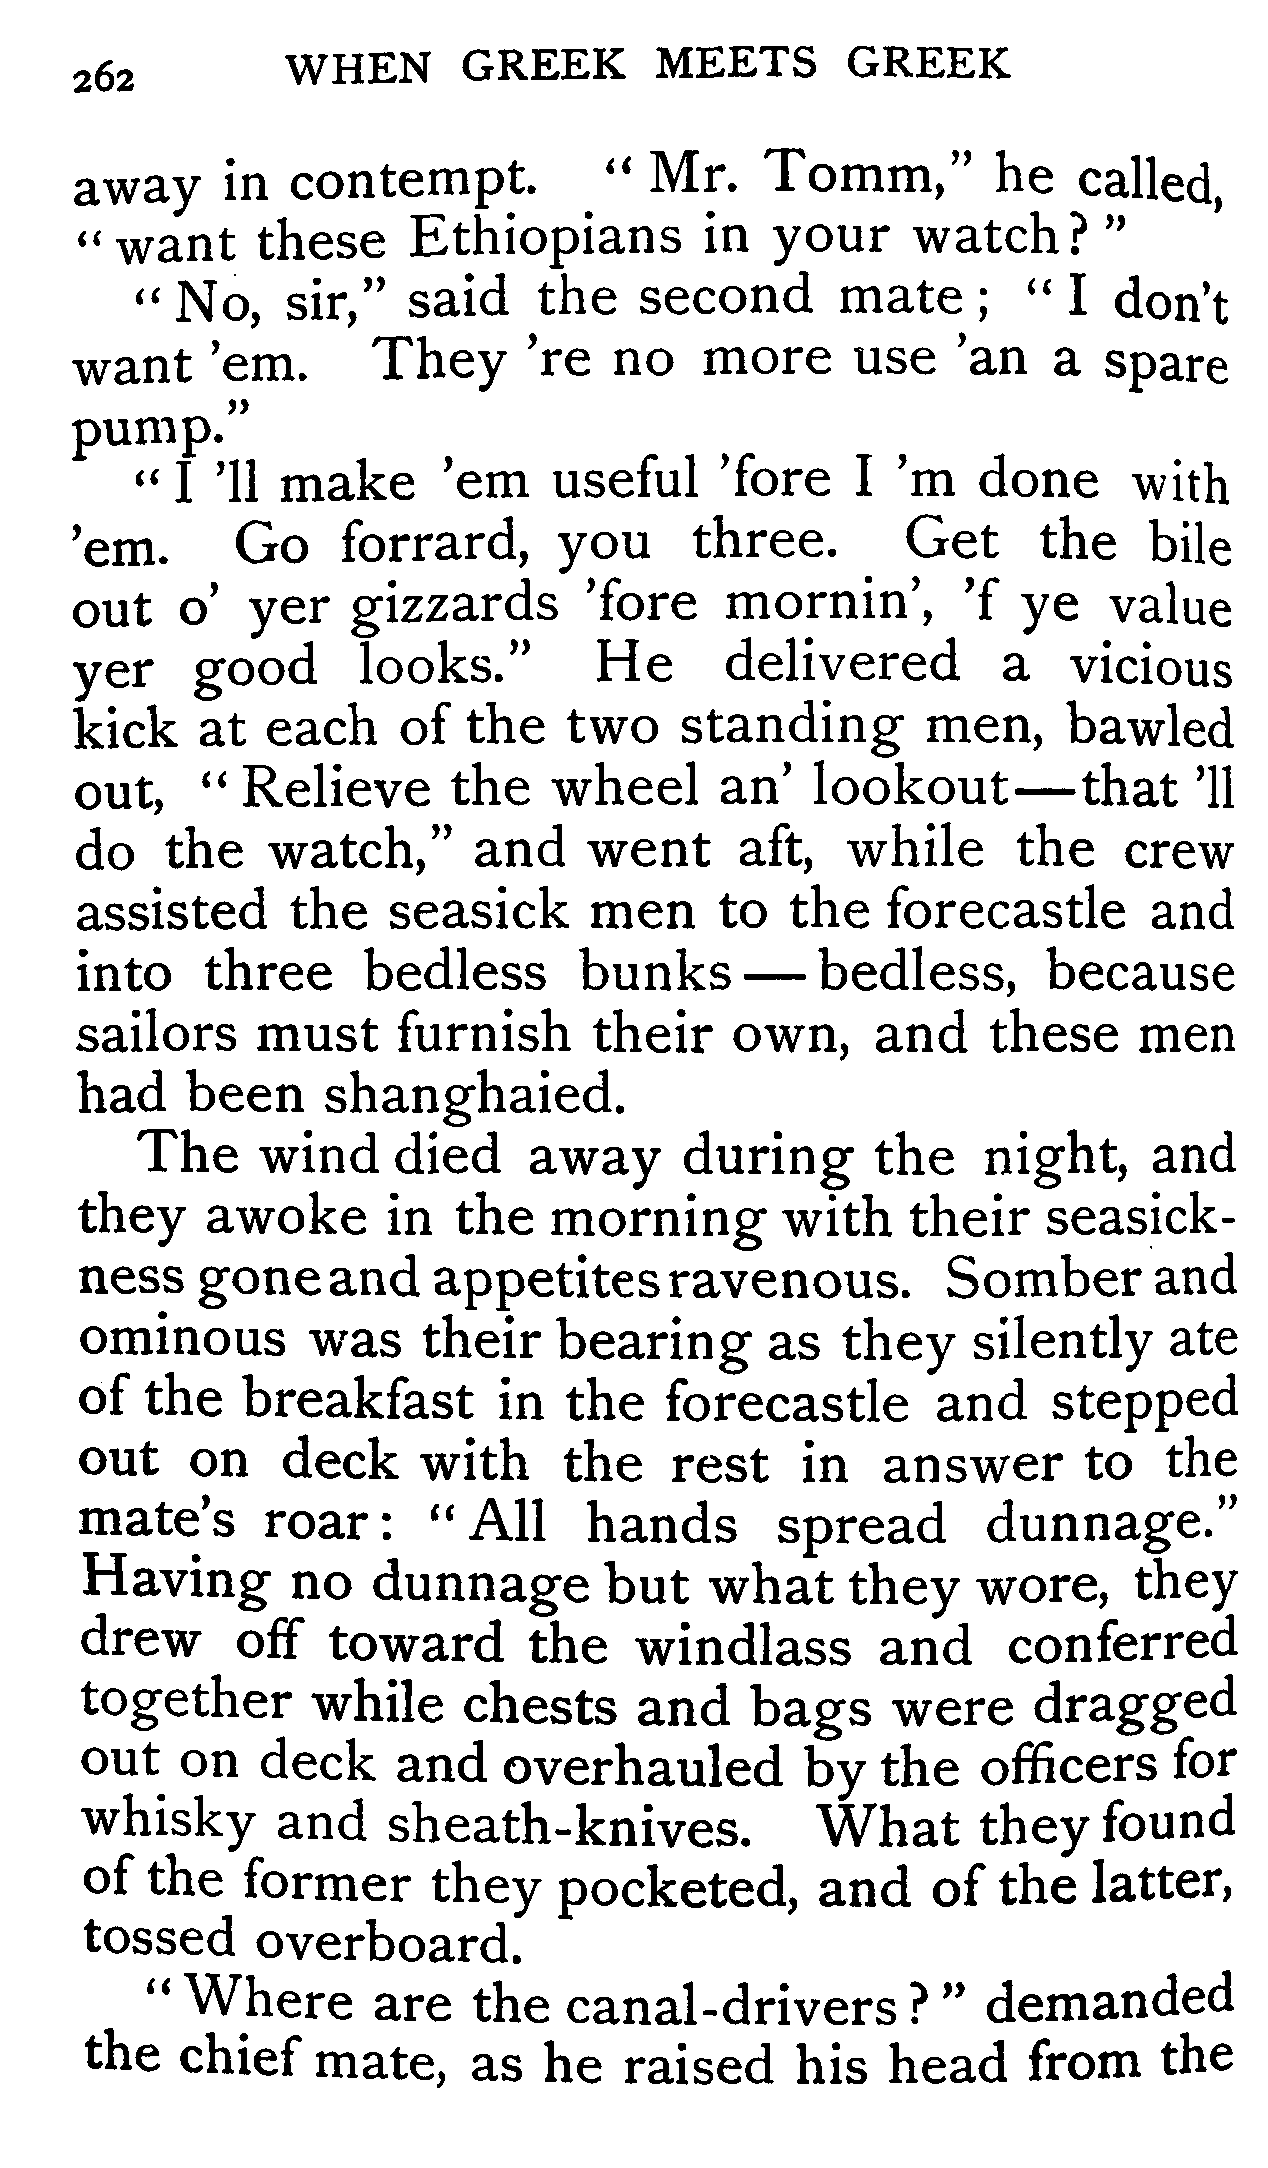 262 WHEN GREEK MEETS GREEK
away in contempt. “ Mr. Tomm,” he called,
“ want these Ethiopians in your watch? ”
“ No, sir,” said the second mate ; “ I don’t
want ’em. They ’re no more use ’an a spare
pump.”
“ I ’ll make ’em useful ’fore I ’m done with
’em. Go forrard, you three. Get the bile
out o’ yer gizzards ’fore mornin’, ’f ye value
yer good looks.” He delivered a vicious
kick at each of the two standing men, bawled
out, “ Relieve the wheel an’ lookout—that ’ll
do the watch,” and went aft, while the crew
assisted the seasick men to the forecastle and
into three bedless bunks — bedless, because
sailors must furnish their own, and these men
had been shanghaied.
The wind died away during the night, and
they awoke in the morning with their seasick-
ness gone and appetites ravenous. Somber and
ominous was their bearing as they silently ate
of the breakfast in the forecastle and stepped
out on deck with the rest in answer to the
mate’s roar : “ All hands spread dunnage.”
Having no dunnage but what they wore, they
drew off toward the windlass and conferred
together while chests and bags were dragged
out on deck and overhauled by the officers for
whisky and sheath-knives. What they found
of the former they pocketed, and of the latter,
tossed overboard.
“ Where are the canal-drivers ? ” demanded
the chief mate, as he raised his head from the